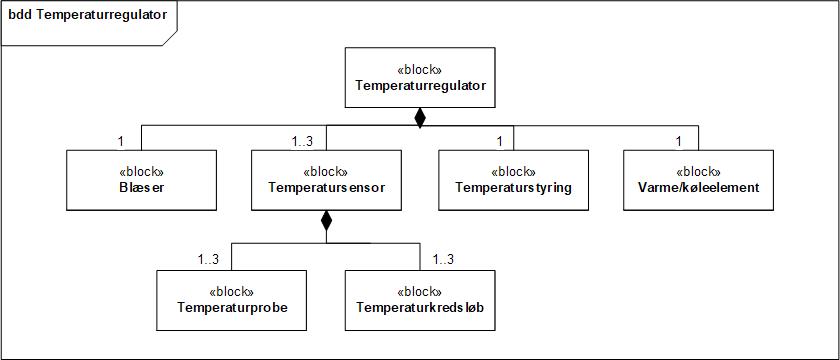 bdd Temperaturregulator
«block»
Temperaturregulator
1
1..3
1
1
«block»
Blæser
«block»
Temperatursensor
«block»
Temperaturstyring
«block»
Varme/køleelement
1..3
1..3
«block»
Temperaturprobe
«block»
Temperaturkredsløb